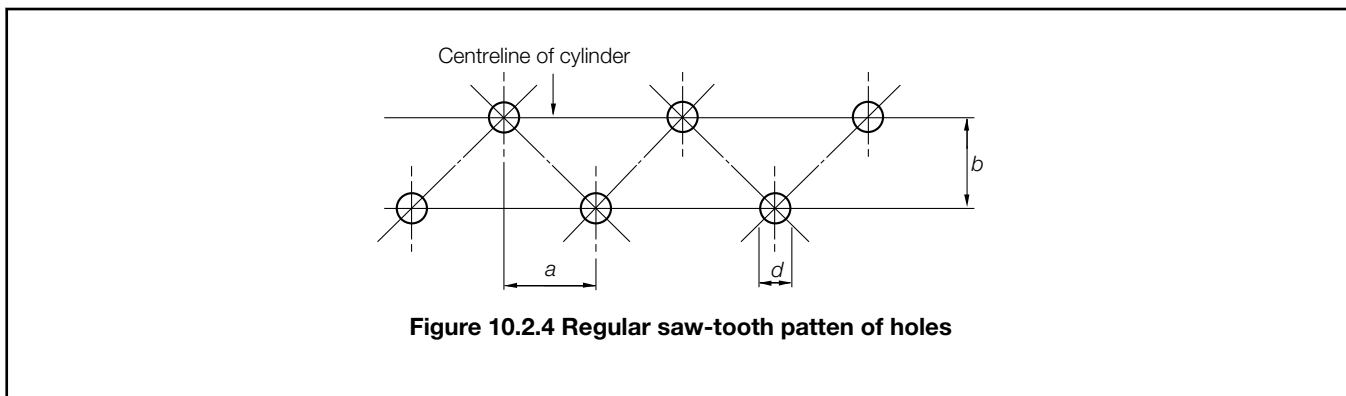 Centreline of cylinder
b
a
d
Figure 10.2.4 Regular saw-tooth patten of holes